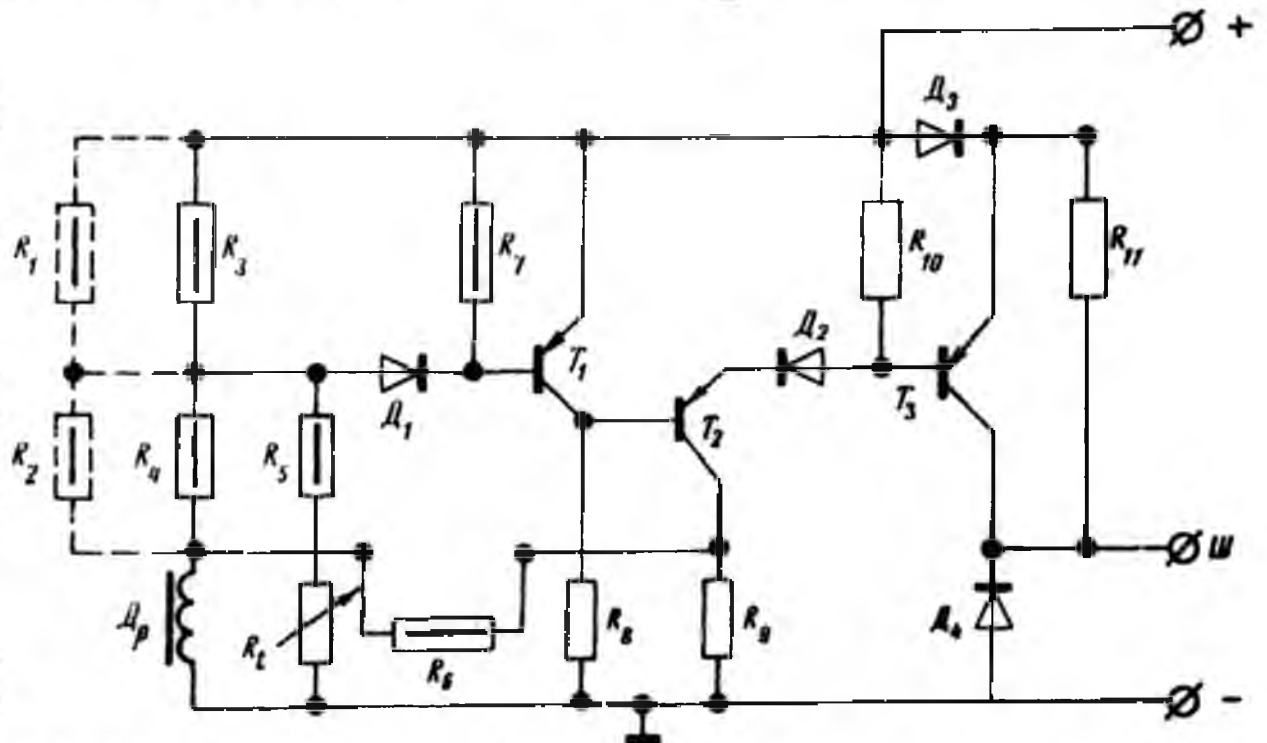 +
Д₃
R₁
R₃
R₇
R₁₀
R₁₁
Д₂
T₁
Д₁
T₂
T₃
R₂
R₄
R₅
Ш
Др
Rt
R₆
R₈
R₉
Д₄
-